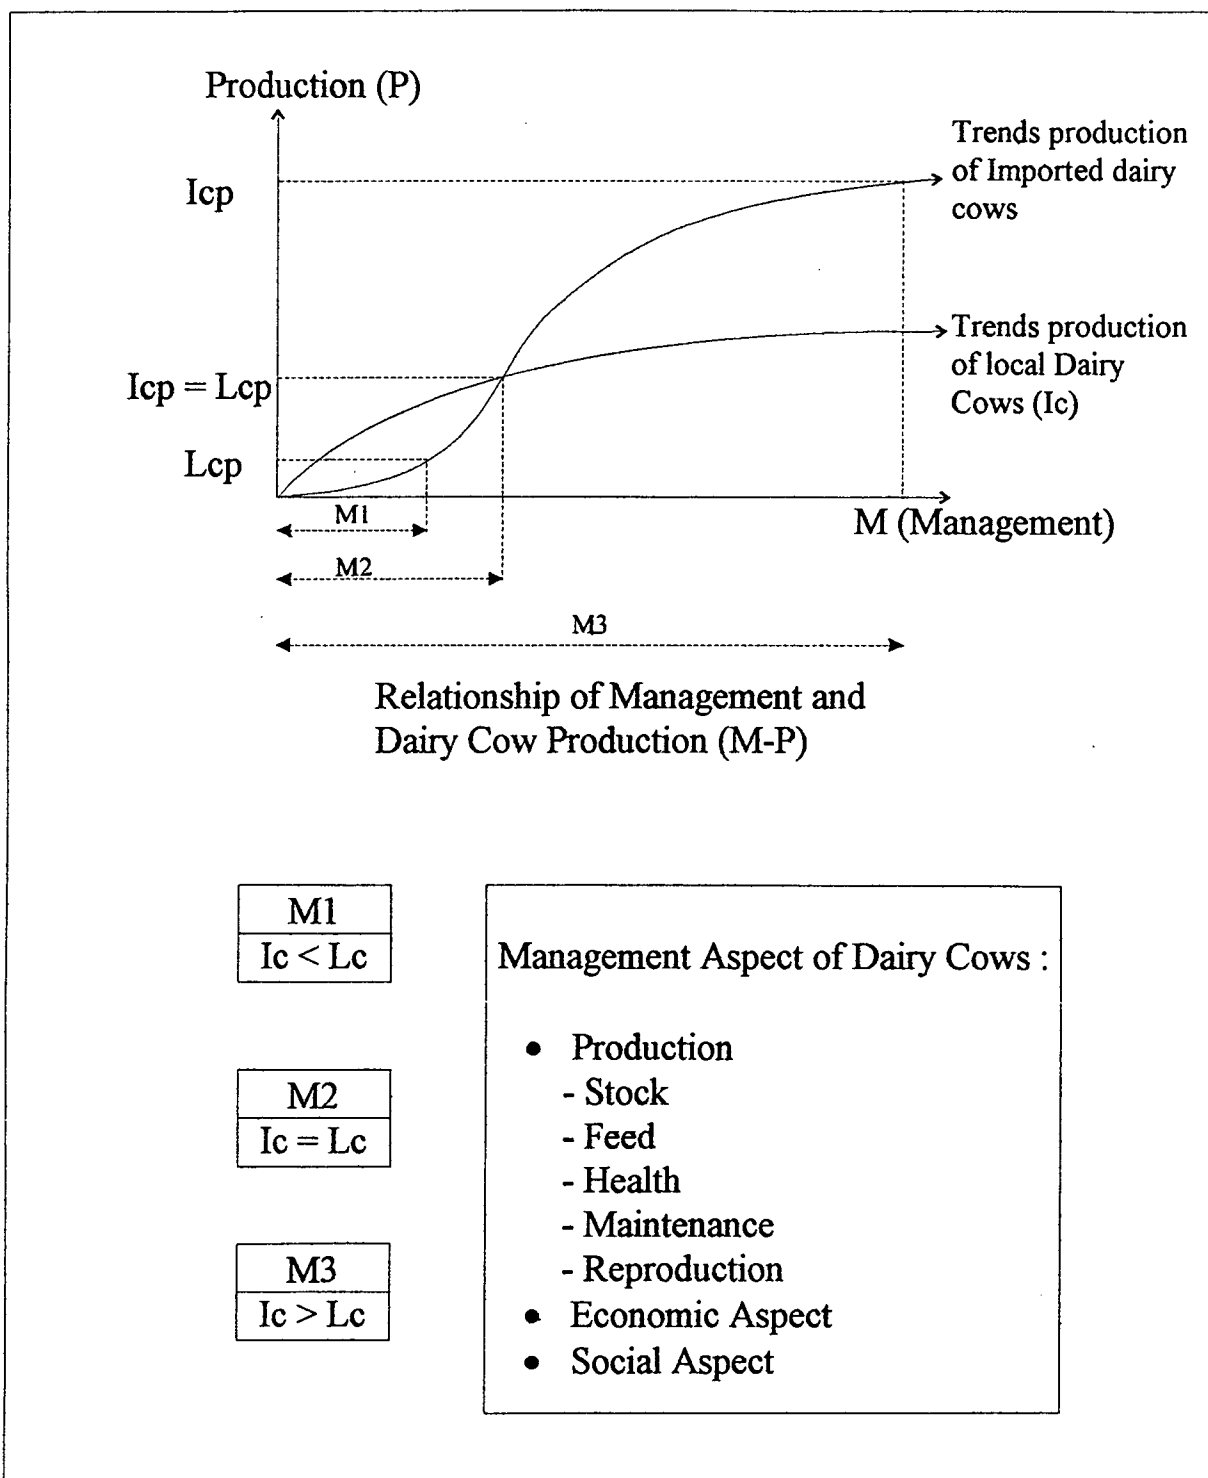 Production (P)
Trends production
of Imported dairy
cows
Icp
Trends production
of local Dairy
Cows (Ic)
Icp = Lcp
Lcp
M1
M (Management)
M2
M3
Relationship of Management and
Dairy Cow Production (M-P)
M1
Ic < Lc
Management Aspect of Dairy Cows :
• Production
- Stock
- Feed
- Health
- Maintenance
- Reproduction
• Economic Aspect
• Social Aspect
M2
Ic = Lc
M3
Ic > Lc